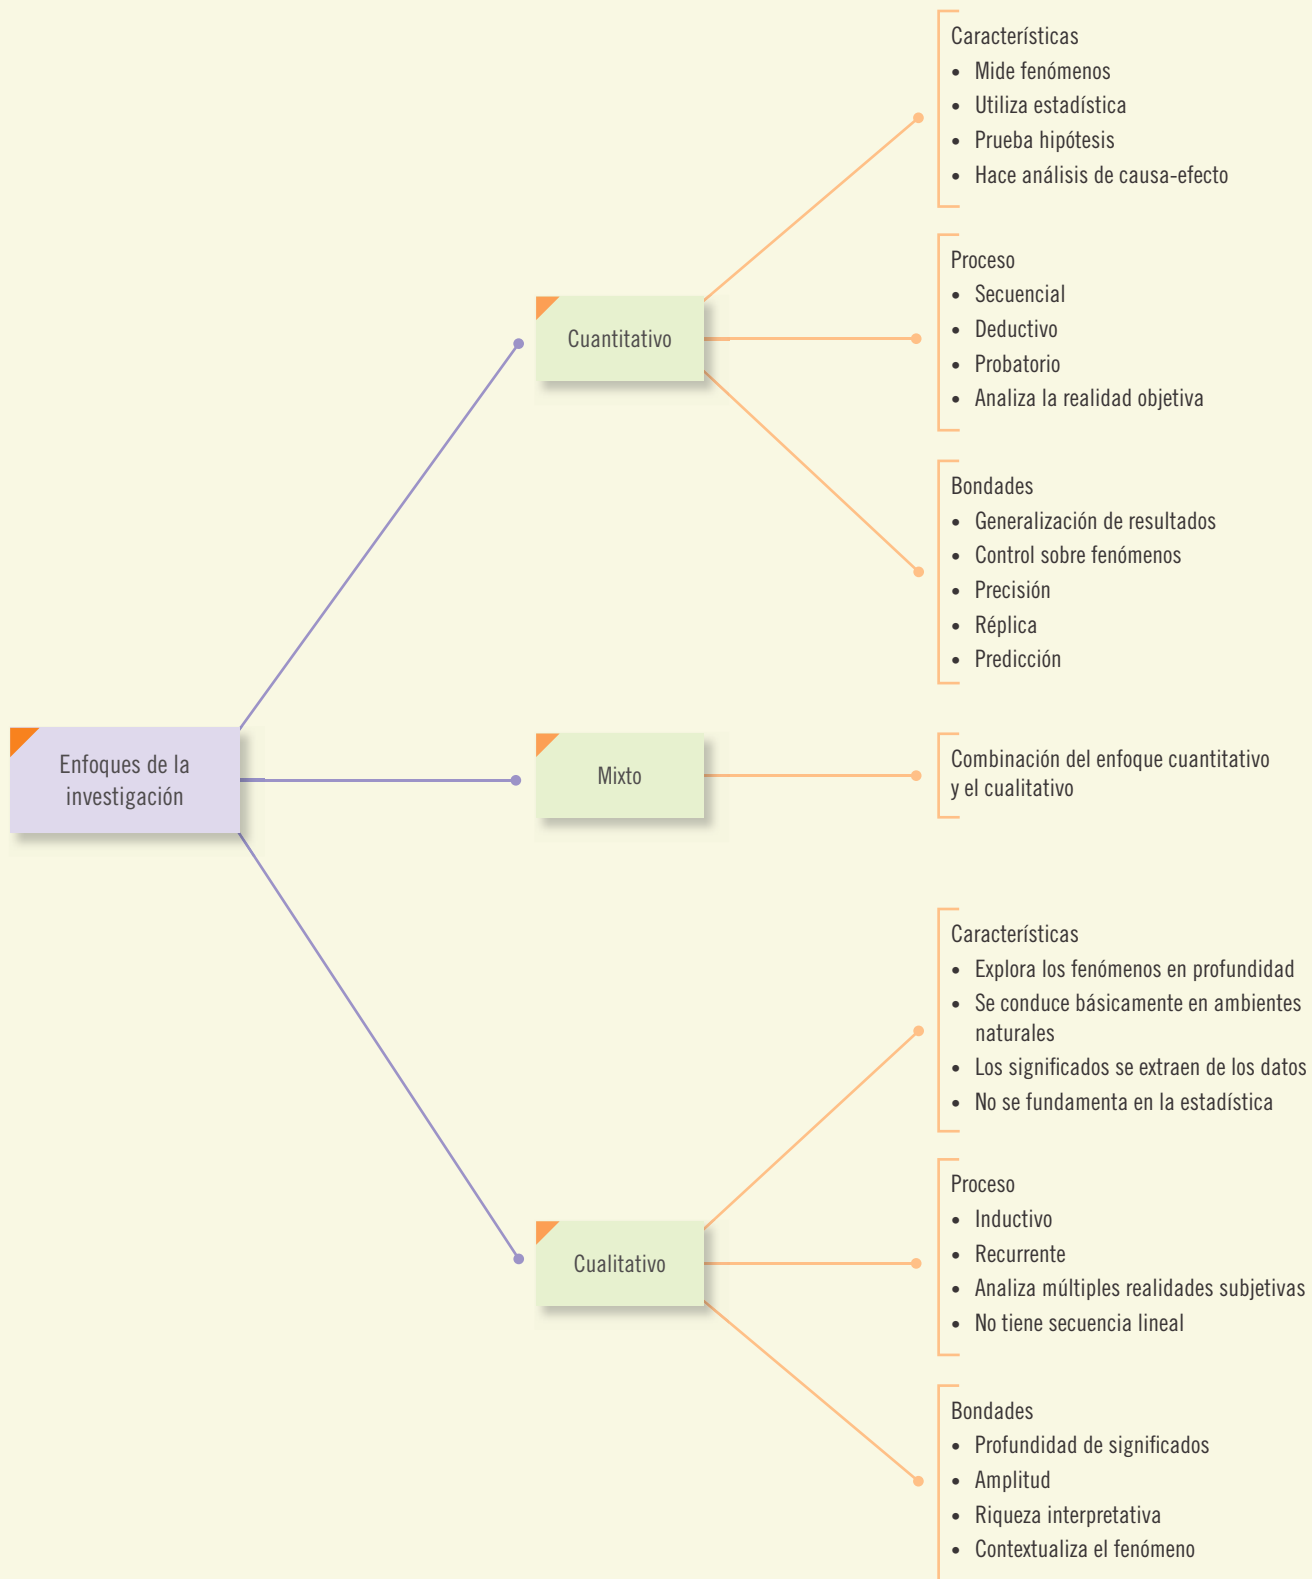 Enfoques de la
investigación
Cuantitativo
Características
• Mide fenómenos
• Utiliza estadística
• Prueba hipótesis
• Hace análisis de causa-efecto
Proceso
• Secuencial
• Deductivo
• Probatorio
• Analiza la realidad objetiva
Bondades
• Generalización de resultados
• Control sobre fenómenos
• Precisión
• Réplica
• Predicción
Mixto
Combinación del enfoque cuantitativo
y el cualitativo
Cualitativo
Características
• Explora los fenómenos en profundidad
• Se conduce básicamente en ambientes
naturales
• Los significados se extraen de los datos
• No se fundamenta en la estadística
Proceso
• Inductivo
• Recurrente
• Analiza múltiples realidades subjetivas
• No tiene secuencia lineal
Bondades
• Profundidad de significados
• Amplitud
• Riqueza interpretativa
• Contextualiza el fenómeno